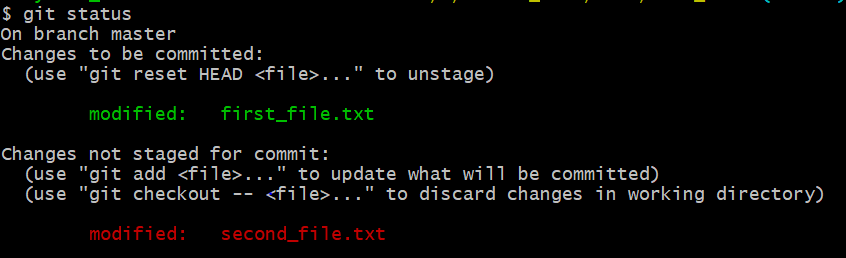 $ git status
On branch master
Changes to be committed:
  (use "git reset HEAD <file>..." to unstage)
        modified:   first_file.txt
Changes not staged for commit:
  (use "git add <file>..." to update what will be committed)
  (use "git checkout -- <file>..." to discard changes in working directory)
        modified:   second_file.txt